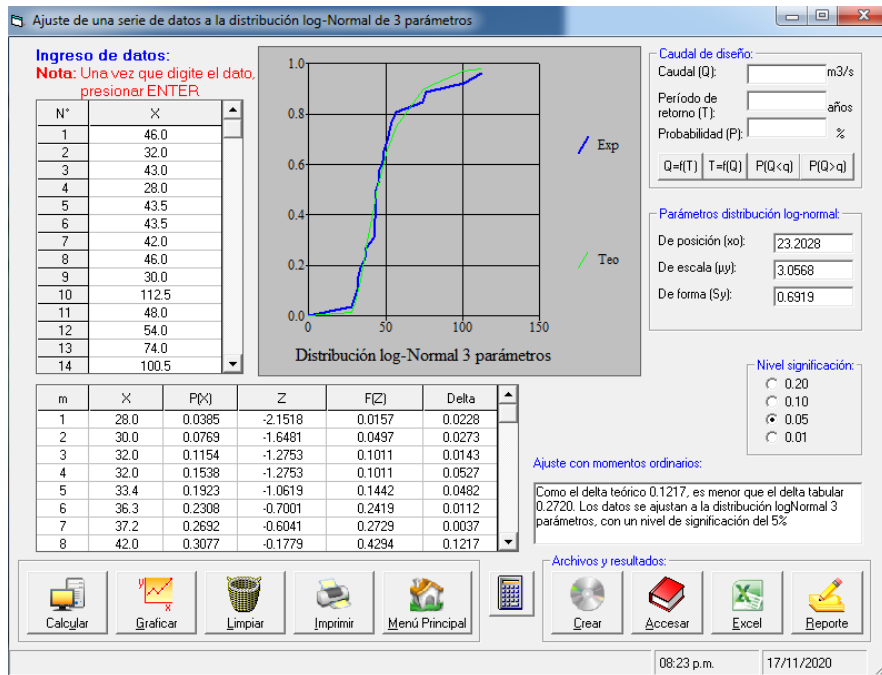 Ajuste de una serie de datos a la distribución log-Normal de 3 parámetros
Ingreso de datos:
Nota: Una vez que digite el dato,
presionar ENTER
N° X
1 46.0
2 32.0
3 43.0
4 28.0
5 43.5
6 43.5
7 42.0
8 46.0
9 30.0
10 112.5
11 48.0
12 54.0
13 74.0
14 100.5
1.0
0.8
0.6
0.4
0.2
0.0
0 50 100 150
Exp
Teo
Distribución log-Normal 3 parámetros
Caudal de diseño:
Caudal (Q): m3/s
Período de
retorno (T): años
Probabilidad (P): %
Q=f(T) T=f(Q) P(Q<q) P(Q>q)
Parámetros distribución log-normal:
De posición (xo): 23.2028
De escala (µy): 3.0568
De forma (Sy): 0.6919
Nivel significación:
0.20
0.10
0.05
0.01
m X P(X) Z F(Z) Delta
1 28.0 0.0385 -2.1518 0.0157 0.0228
2 30.0 0.0769 -1.6481 0.0497 0.0273
3 32.0 0.1154 -1.2753 0.1011 0.0143
4 32.0 0.1538 -1.2753 0.1011 0.0527
5 33.4 0.1923 -1.0619 0.1442 0.0482
6 36.3 0.2308 -0.7001 0.2419 0.0112
7 37.2 0.2692 -0.6041 0.2729 0.0037
8 42.0 0.3077 -0.1779 0.4294 0.1217
Ajuste con momentos ordinarios:
Como el delta teórico 0.1217, es menor que el delta tabular
0.2720. Los datos se ajustan a la distribución logNormal 3
parámetros, con un nivel de significación del 5%
Calcular Graficar Limpiar Imprimir Menú Principal
Archivos y resultados:
Crear Accesar Excel Reporte
08:23 p.m. 17/11/2020